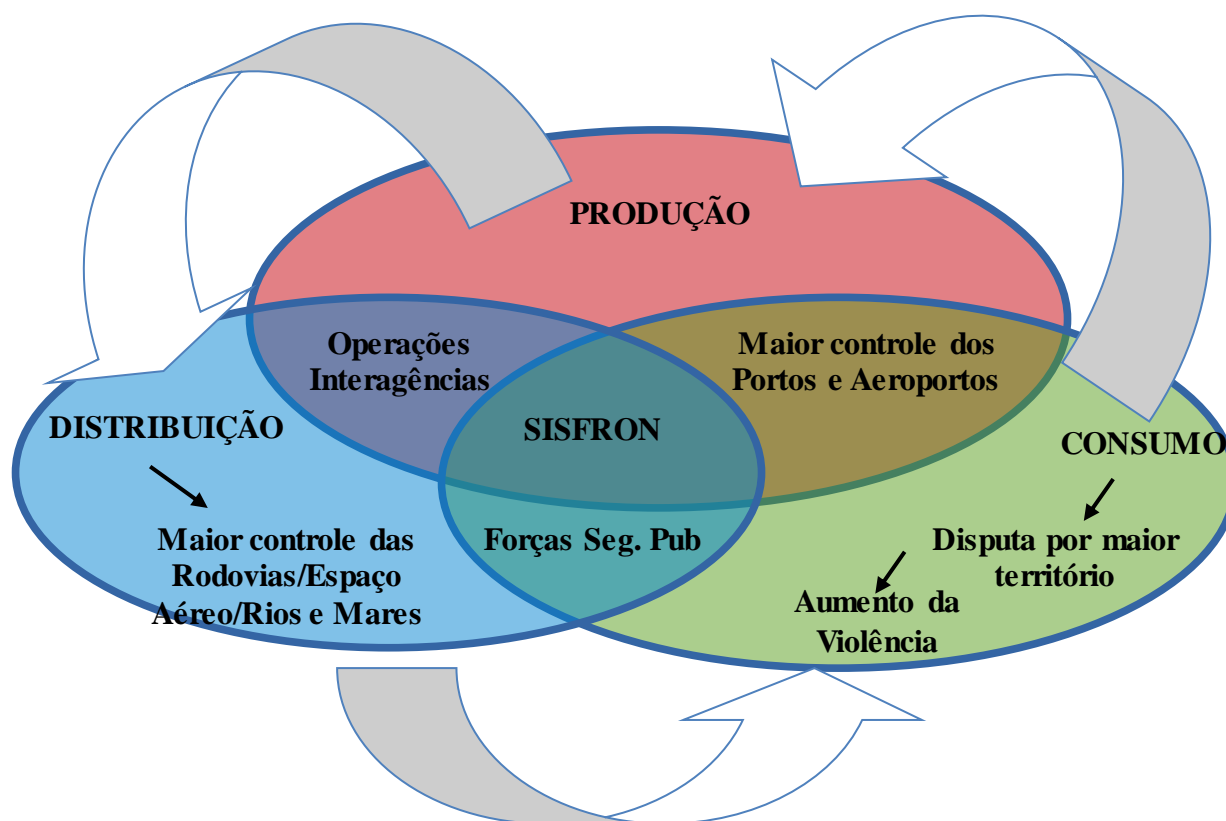 PRODUÇÃO
Operações
Interagências
Maior controle dos
Portos e Aeroportos
DISTRIBUIÇÃO
SISFRON
CONSUMO
Maior controle das
Rodovias/Espaço
Aéreo/Rios e Mares
Forças Seg. Pub
Disputa por maior
território
Aumento da
Violência